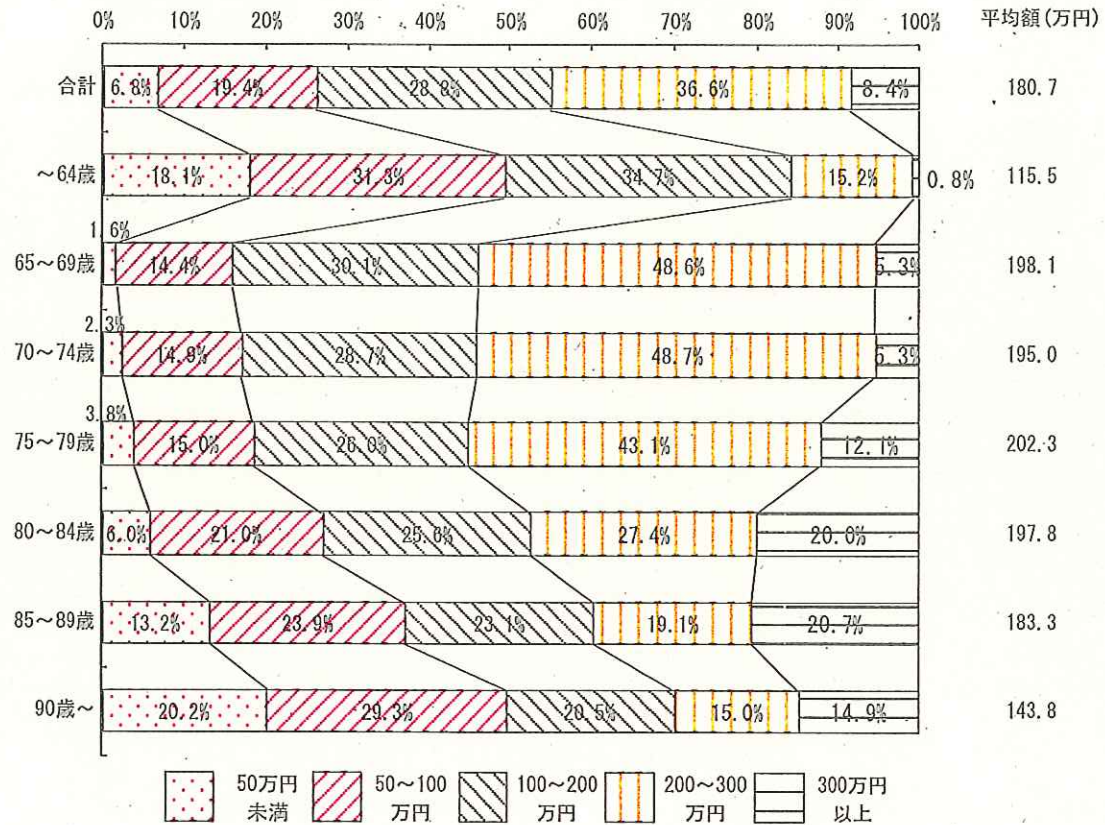 0% 10% 20% 30% 40% 50% 60% 70% 80% 90% 100% 平均額(万円)
合計 6.8% 19.4% 28.8% 36.6% 8.4% 180.7
～64歳 18.1% 31.3% 34.7% 15.2% 0.8% 115.5
1.6%
65～69歳 14.4% 30.1% 48.6% 5.3% 198.1
2.3%
70～74歳 14.9% 28.7% 48.7% 5.3% 195.0
3.8%
75～79歳 15.0% 26.0% 43.1% 12.1% 202.3
80～84歳 6.0% 21.0% 25.6% 27.4% 20.0% 197.8
85～89歳 13.2% 23.9% 23.1% 19.1% 20.7% 183.3
90歳～ 20.2% 29.3% 20.5% 15.0% 14.9% 143.8
50万円 50～100 100～200 200～300 300万円
未満 万円 万円 万円 以上